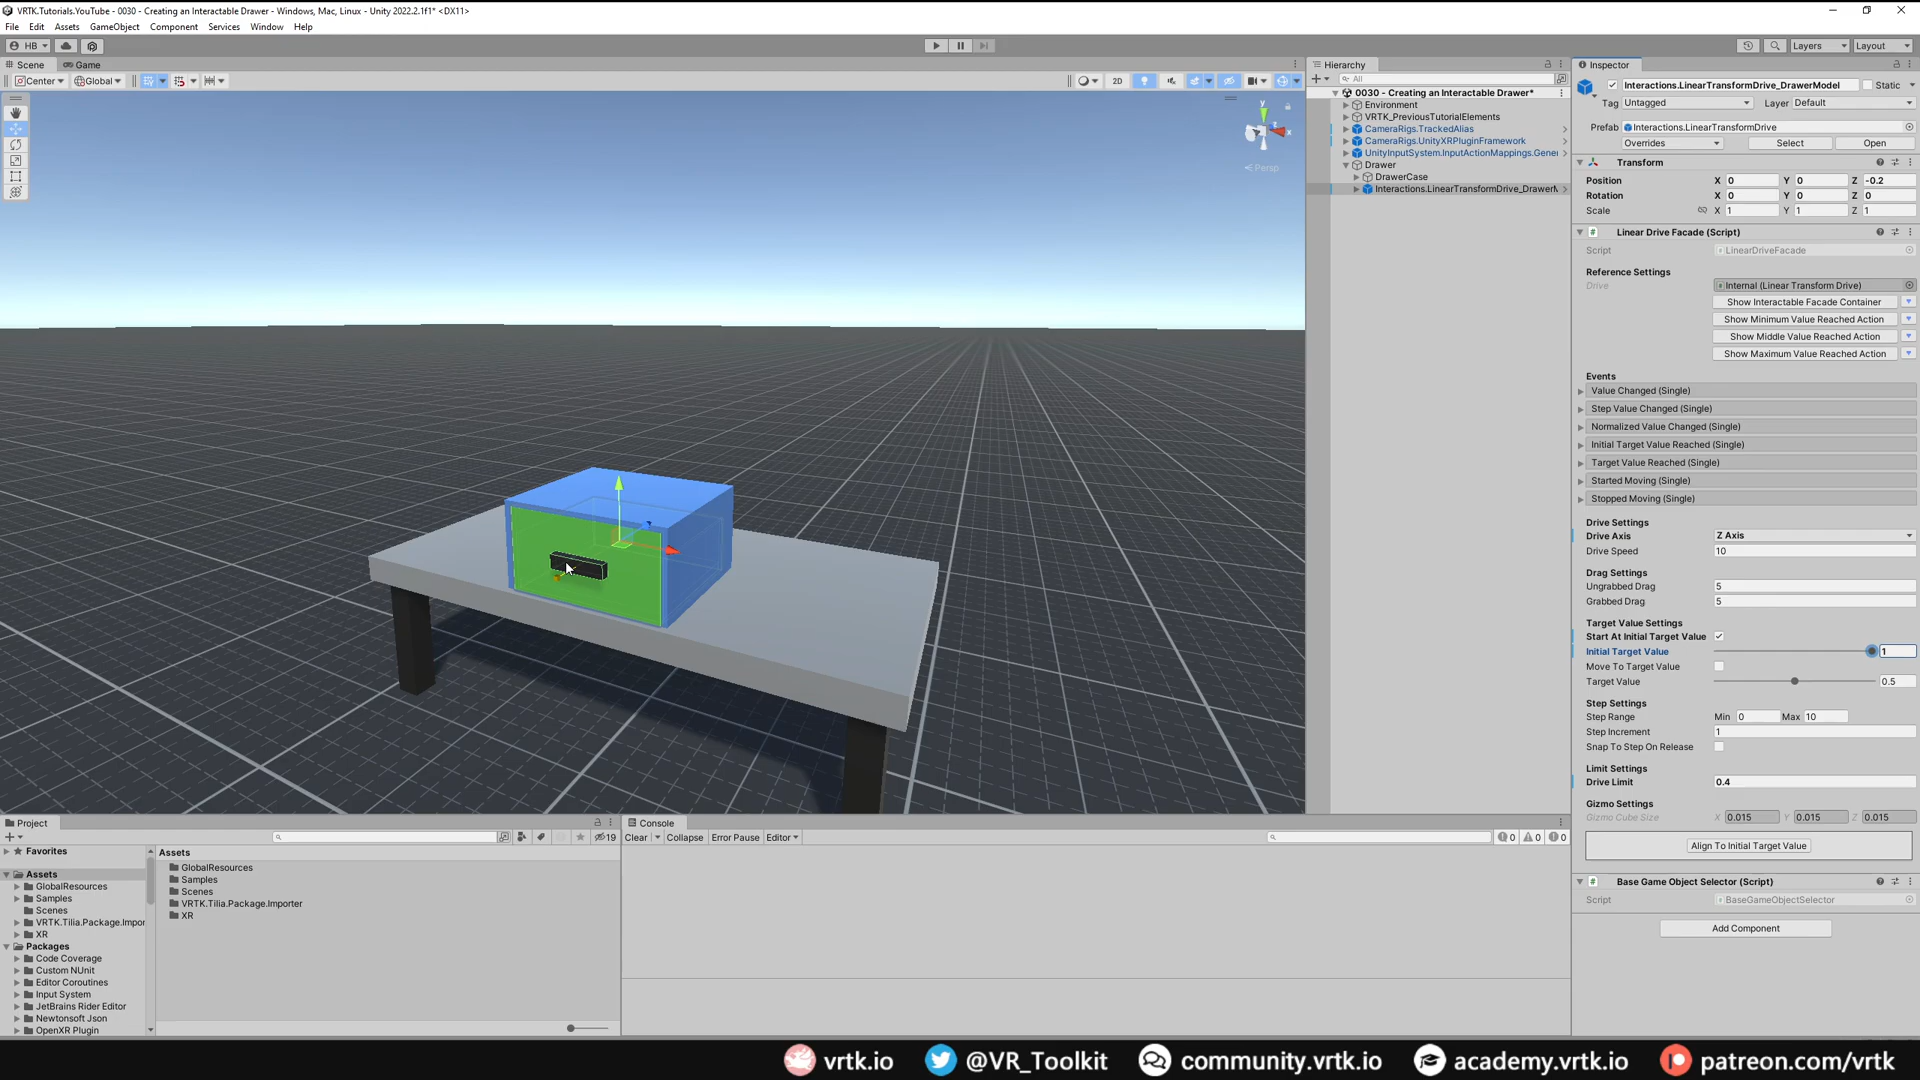 VRTK.Tutorials.YouTube - 0030 - Creating an Interactable Drawer - Windows, Mac, Linux - Unity 2022.2.1f1* <DX11>
File Edit Assets GameObject Component Services Window Help
HB Layers Layout
Scene Game
Center Global 2D
y
x
z
Persp
Hierarchy
All
0030 - Creating an Interactable Drawer*
Environment
VRTK_PreviousTutorialElements
CameraRigs.TrackedAlias
CameraRigs.UnityXRPluginFramework
UnityInputSystem.InputActionMappings.Gener
Drawer
DrawerCase
Interactions.LinearTransformDrive_DrawerM
Inspector
Interactions.LinearTransformDrive_DrawerModel Static
Tag Untagged Layer Default
Prefab Interactions.LinearTransformDrive
Overrides Select Open
Transform
Position X 0 Y 0 Z -0.2
Rotation X 0 Y 0 Z 0
Scale X 1 Y 1 Z 1
Linear Drive Facade (Script)
Script LinearDriveFacade
Reference Settings
Drive Internal (Linear Transform Drive)
Show Interactable Facade Container
Show Minimum Value Reached Action
Show Middle Value Reached Action
Show Maximum Value Reached Action
Events
Value Changed (Single)
Step Value Changed (Single)
Normalized Value Changed (Single)
Initial Target Value Reached (Single)
Target Value Reached (Single)
Started Moving (Single)
Stopped Moving (Single)
Drive Settings
Drive Axis Z Axis
Drive Speed 10
Drag Settings
Ungrabbed Drag 5
Grabbed Drag 5
Target Value Settings
Start At Initial Target Value
Initial Target Value 1
Move To Target Value
Target Value 0.5
Step Settings
Step Range Min 0 Max 10
Step Increment 1
Snap To Step On Release
Limit Settings
Drive Limit 0.4
Gizmo Settings
Gizmo Cube Size X 0.015 Y 0.015 Z 0.015
Align To Initial Target Value
Base Game Object Selector (Script)
Script BaseGameObjectSelector
Add Component
Project
19
Favorites
Assets
GlobalResources
Samples
Scenes
VRTK.Tilia.Package.Impor
XR
Packages
Code Coverage
Custom NUnit
Editor Coroutines
Input System
JetBrains Rider Editor
Newtonsoft Json
OpenXR Plugin
Assets
GlobalResources
Samples
Scenes
VRTK.Tilia.Package.Importer
XR
Console
Clear Collapse Error Pause Editor 0 0 0
vrtk.io @VR_Toolkit community.vrtk.io academy.vrtk.io patreon.com/vrtk